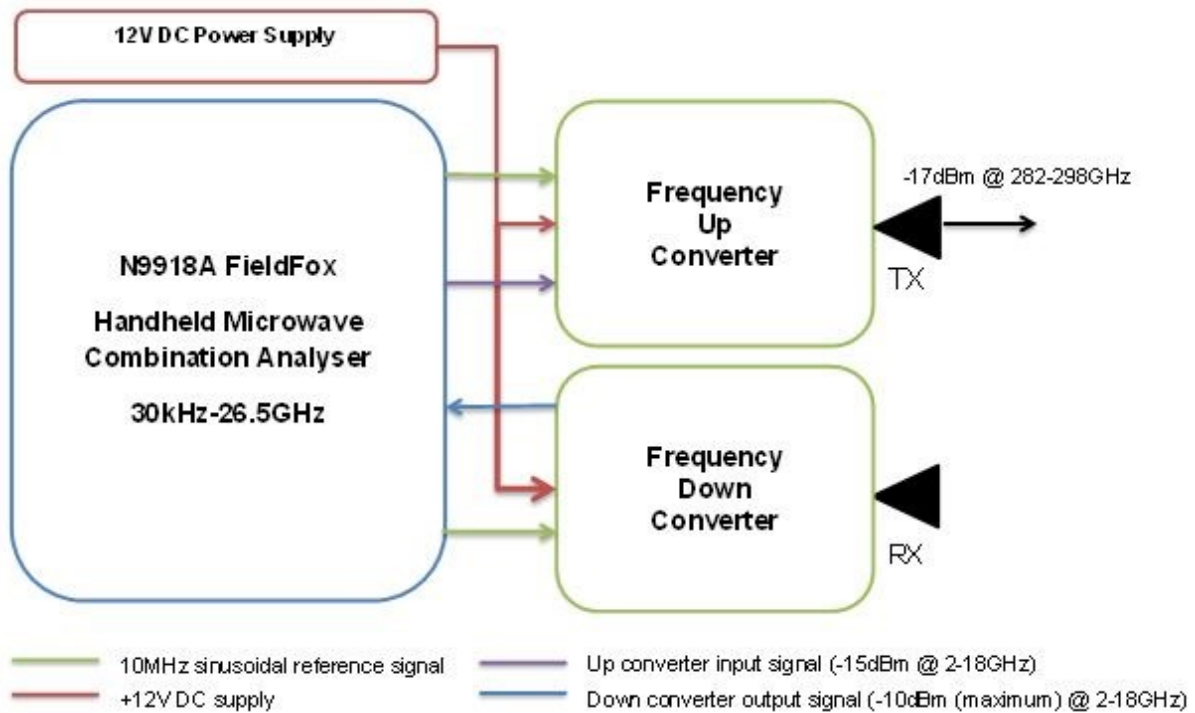 12V DC Power Supply
N9918A FieldFox
Handheld Microwave
Combination Analyser
30kHz-26.5GHz
Frequency
Up
Converter
-17dBm @ 282-298GHz
TX
Frequency
Down
Converter
RX
10MHz sinusoidal reference signal
+12V DC supply
Up converter input signal (-15dBm @ 2-18GHz)
Down converter output signal (-10dBm (maximum) @ 2-18GHz)